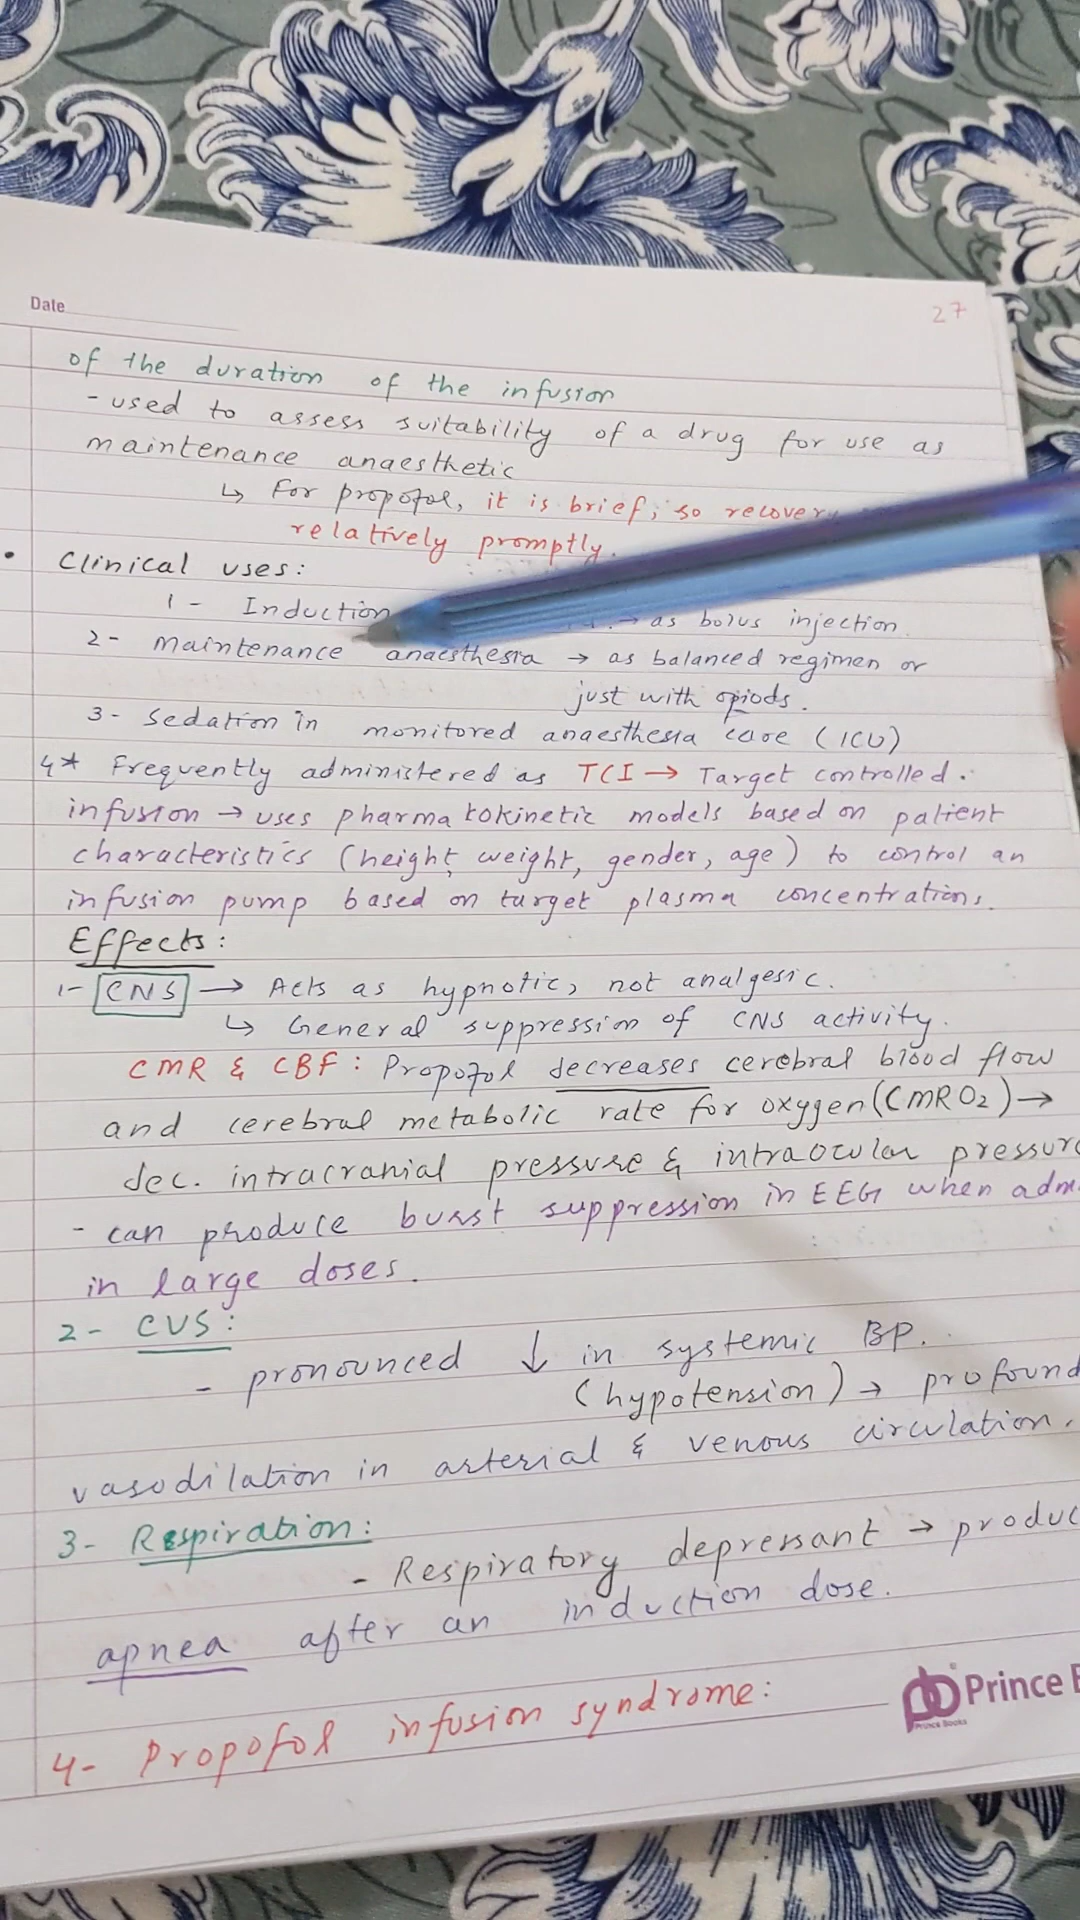 Date
27
of the duration of the infusion
- used to assess suitability of a drug for use as
maintenance anaesthetic
↳ For propofol, it is brief, so recovery
relatively promptly.
• Clinical uses:
1 - Induction → as bolus injection
2 - Maintenance anaesthesia → as balanced regimen or
just with opiods.
3 - Sedation in monitored anaesthesia care (ICU)
4* Frequently administered as TCI → Target controlled.
infusion → uses pharmatokinetic models based on patient
characteristics (height, weight, gender, age) to control an
infusion pump based on target plasma concentrations.
Effects:
1- CNS → Acts as hypnotic, not analgesic.
↳ General suppression of CNS activity.
CMR & CBF: Propofol decreases cerebral blood flow
and cerebral metabolic rate for oxygen (CMRO2) →
dec. intracranial pressure & intraocular pressure
- can produce burst suppression in EEG when adm
in large doses.
2 - CVS:
- pronounced ↓ in systemic BP.
(hypotension) → profound
vasodilation in arterial & venous circulation.
3 - Respiration:
- Respiratory depressant → produc
apnea after an induction dose.
4 - Propofol infusion syndrome:
Prince B
Prince Books